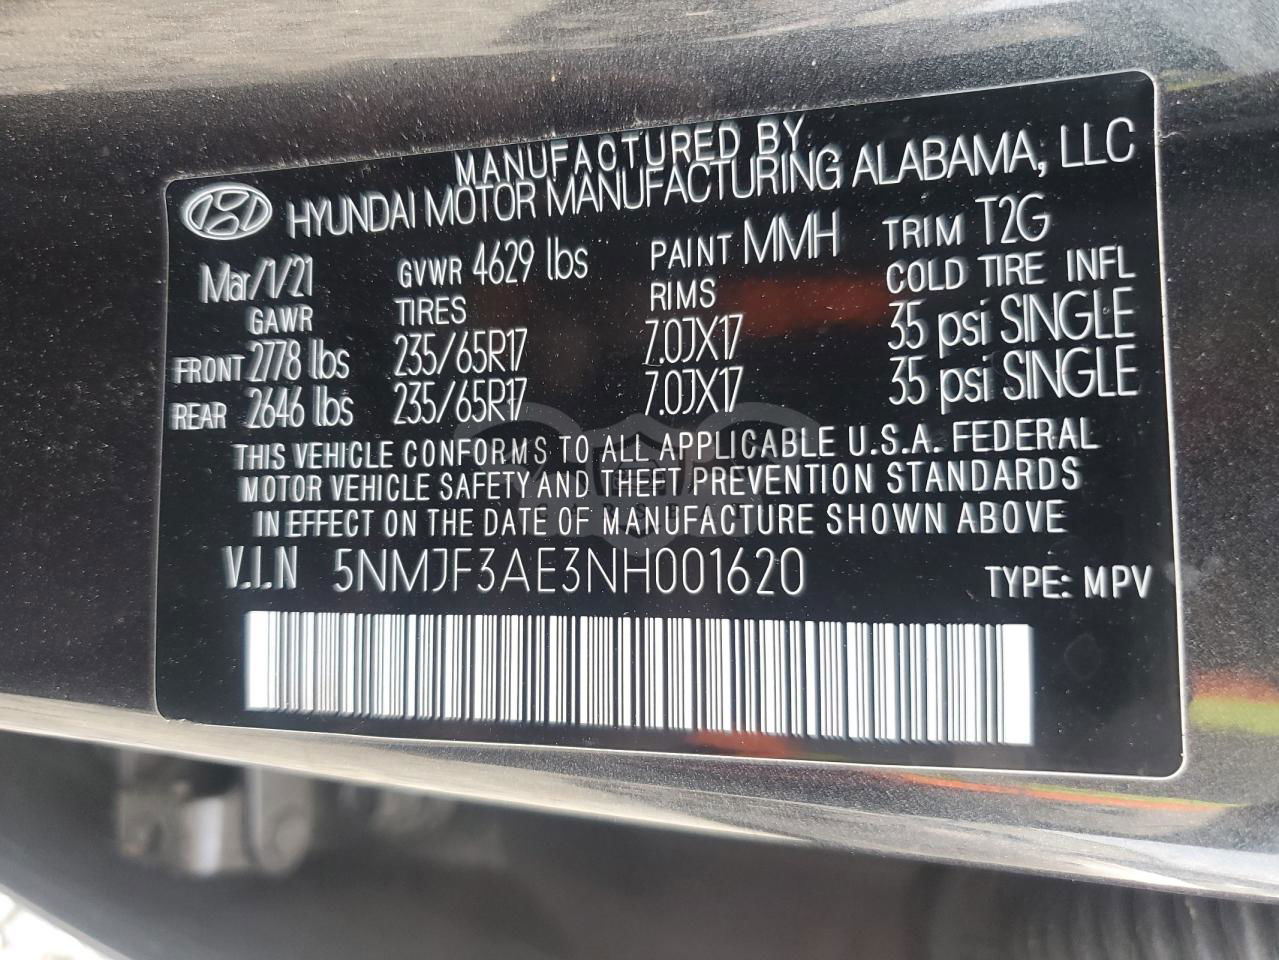 MANUFACTURED BY
HYUNDAI MOTOR MANUFACTURING ALABAMA, LLC
Mar/1/21 GVWR 4629 lbs PAINT MMH TRIM T2G
GAWR TIRES RIMS COLD TIRE INFL
FRONT 2778 lbs 235/65R17 7.0JX17 35 psi SINGLE
REAR 2646 lbs 235/65R17 7.0JX17 35 psi SINGLE
THIS VEHICLE CONFORMS TO ALL APPLICABLE U.S.A. FEDERAL
MOTOR VEHICLE SAFETY AND THEFT PREVENTION STANDARDS
IN EFFECT ON THE DATE OF MANUFACTURE SHOWN ABOVE
V.I.N 5NMJF3AE3NH001620 TYPE: MPV